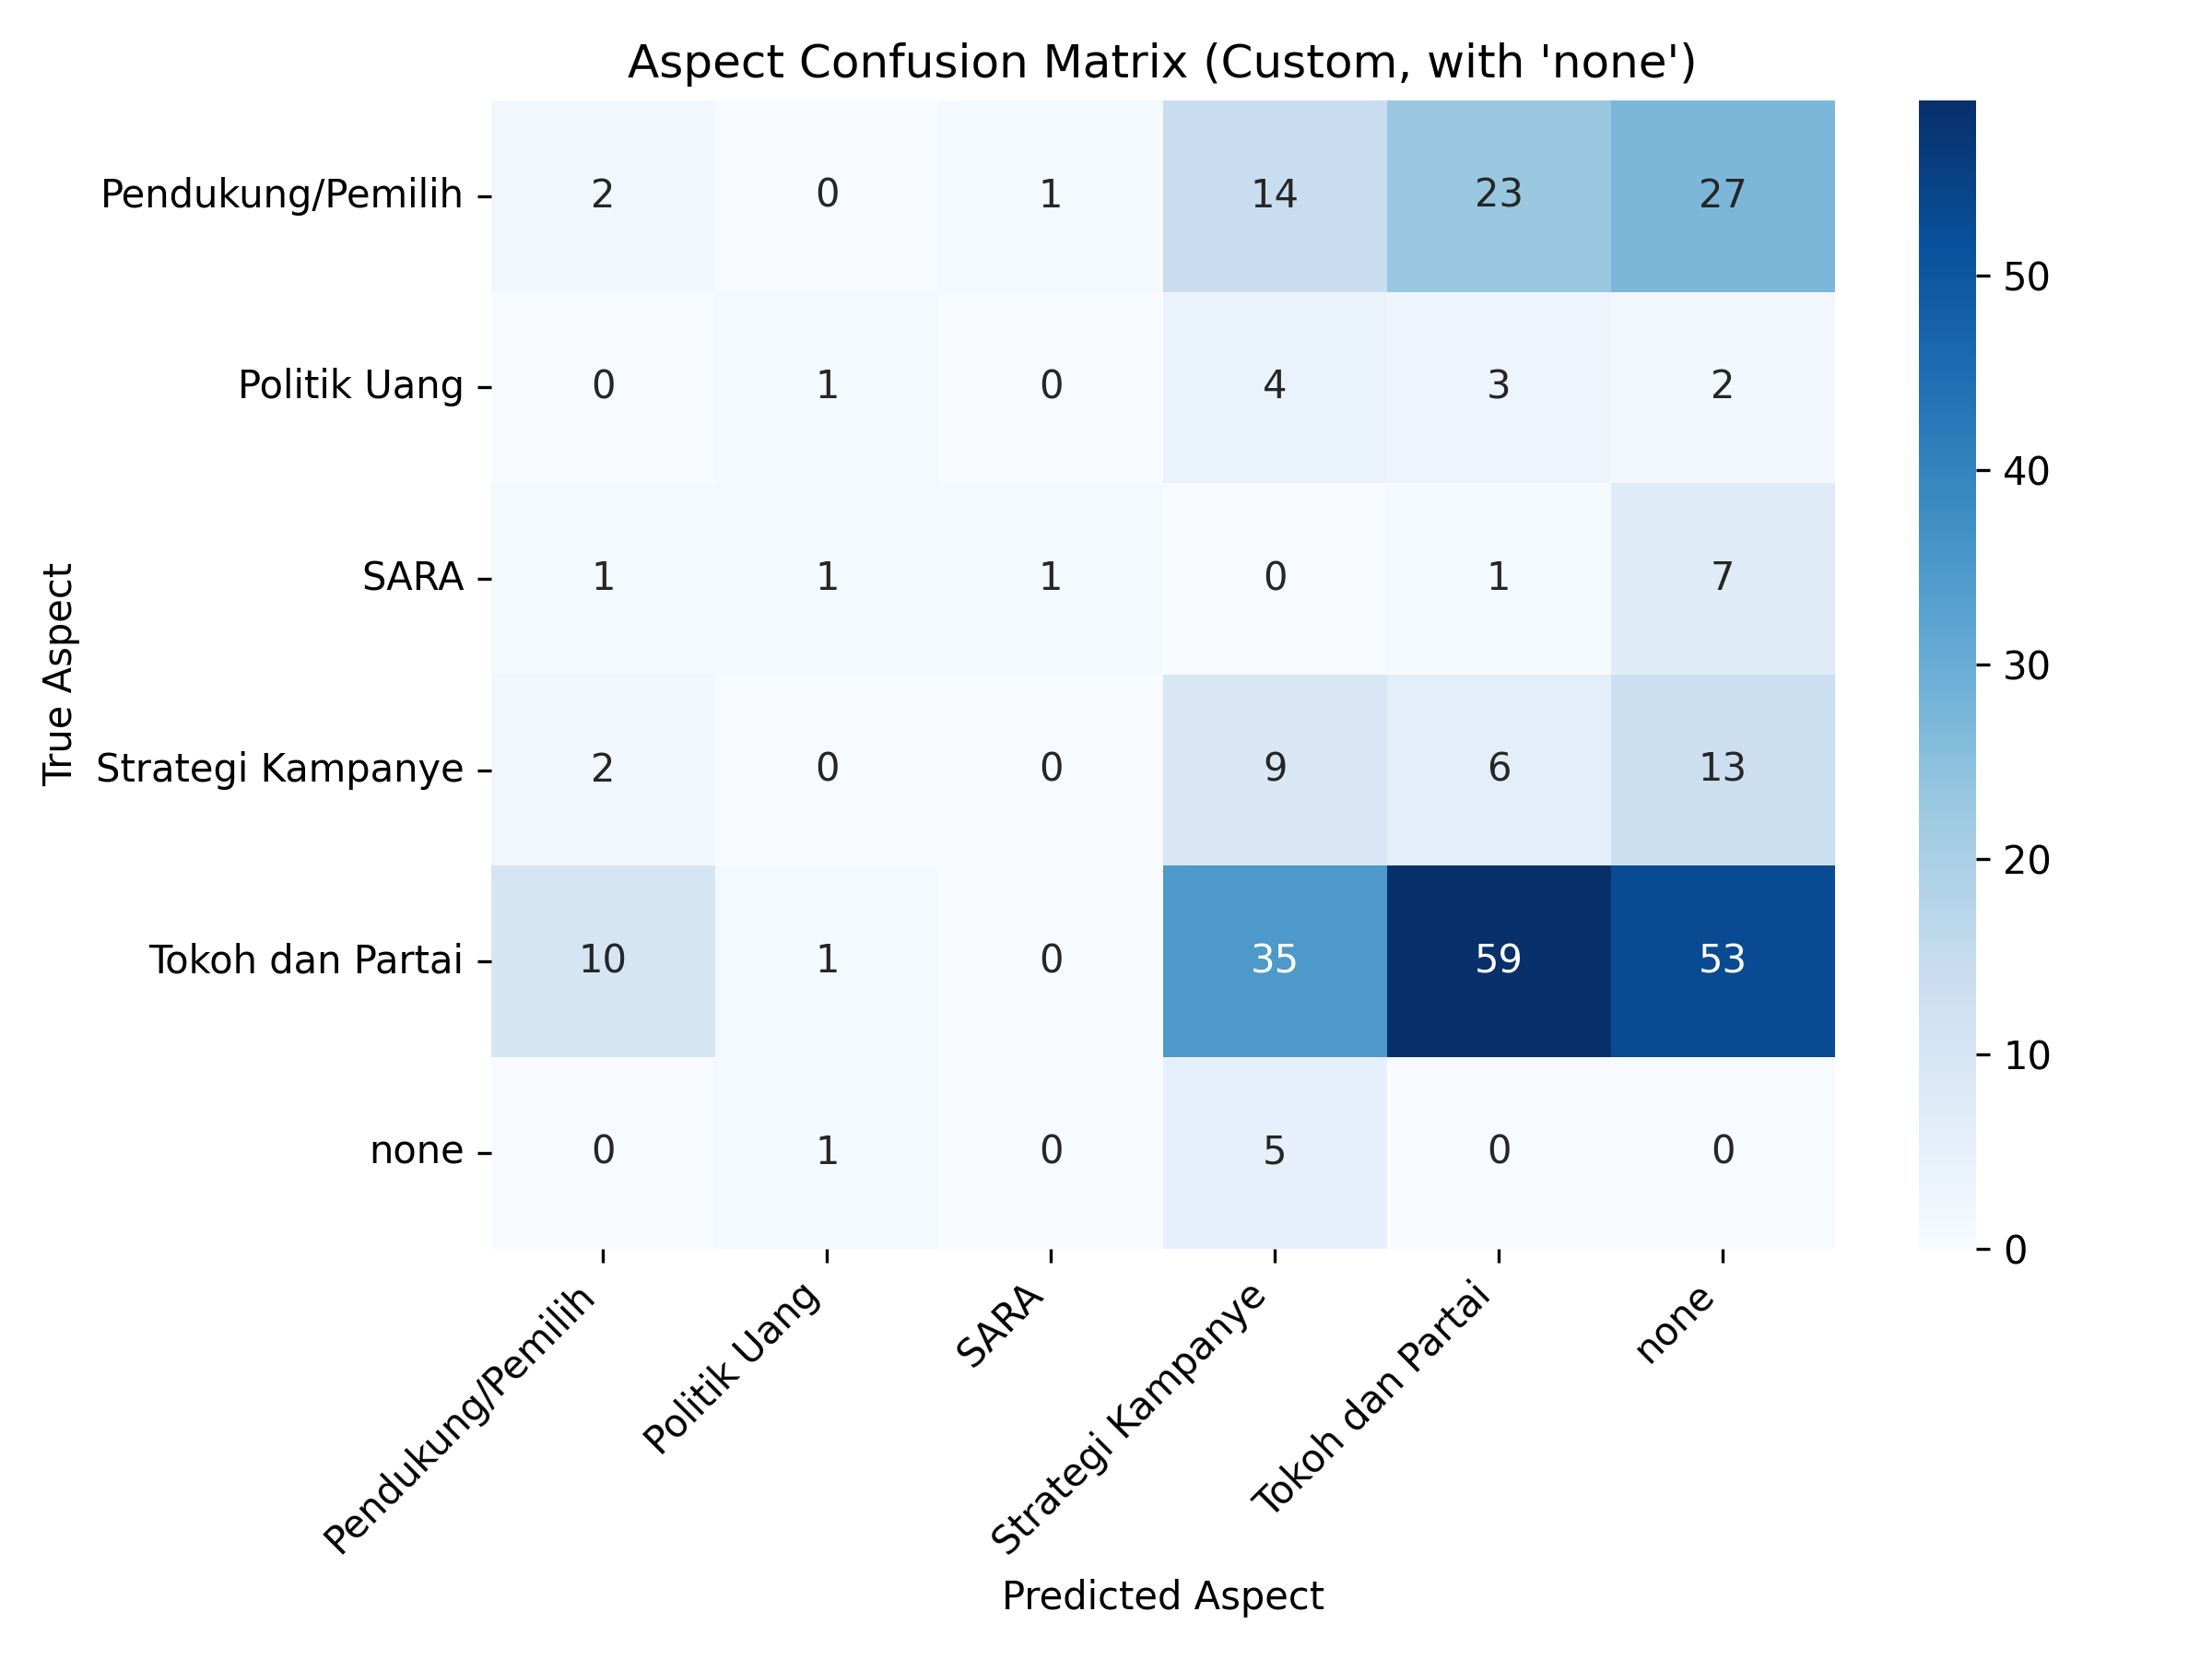 Aspect Confusion Matrix (Custom, with 'none')
True Aspect
Pendukung/Pemilih 2 0 1 14 23 27
Politik Uang 0 1 0 4 3 2
SARA 1 1 1 0 1 7
Strategi Kampanye 2 0 0 9 6 13
Tokoh dan Partai 10 1 0 35 59 53
none 0 1 0 5 0 0
Pendukung/Pemilih
Politik Uang
SARA
Strategi Kampanye
Tokoh dan Partai
none
Predicted Aspect
50
40
30
20
10
0